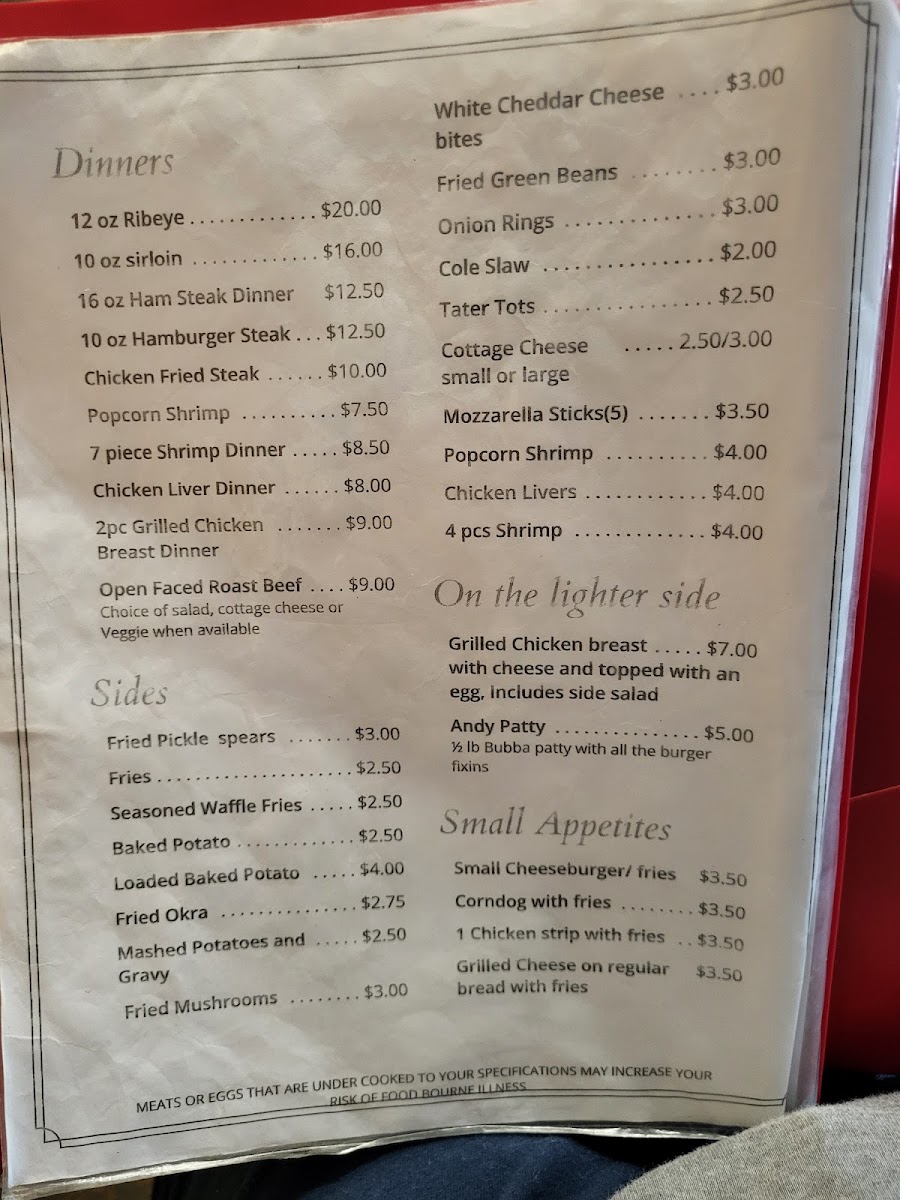 Dinners
12 oz Ribeye ............. $20.00
10 oz sirloin ............. $16.00
16 oz Ham Steak Dinner $12.50
10 oz Hamburger Steak ... $12.50
Chicken Fried Steak ...... $10.00
Popcorn Shrimp .......... $7.50
7 piece Shrimp Dinner ..... $8.50
Chicken Liver Dinner ...... $8.00
2pc Grilled Chicken ....... $9.00
Breast Dinner
Open Faced Roast Beef .... $9.00
Choice of salad, cottage cheese or
Veggie when available
Sides
Fried Pickle spears ....... $3.00
Fries ..................... $2.50
Seasoned Waffle Fries ..... $2.50
Baked Potato ............. $2.50
Loaded Baked Potato ..... $4.00
Fried Okra ............... $2.75
Mashed Potatoes and ..... $2.50
Gravy
Fried Mushrooms ........ $3.00
White Cheddar Cheese .... $3.00
bites
Fried Green Beans ........ $3.00
Onion Rings .............. $3.00
Cole Slaw ................ $2.00
Tater Tots ................ $2.50
Cottage Cheese ..... 2.50/3.00
small or large
Mozzarella Sticks(5) ....... $3.50
Popcorn Shrimp .......... $4.00
Chicken Livers ............ $4.00
4 pcs Shrimp ............. $4.00
On the lighter side
Grilled Chicken breast ..... $7.00
with cheese and topped with an
egg, includes side salad
Andy Patty ............... $5.00
½ lb Bubba patty with all the burger
fixins
Small Appetites
Small Cheeseburger/ fries $3.50
Corndog with fries ........ $3.50
1 Chicken strip with fries .. $3.50
Grilled Cheese on regular $3.50
bread with fries
MEATS OR EGGS THAT ARE UNDER COOKED TO YOUR SPECIFICATIONS MAY INCREASE YOUR
RISK OF FOOD BOURNE ILLNESS